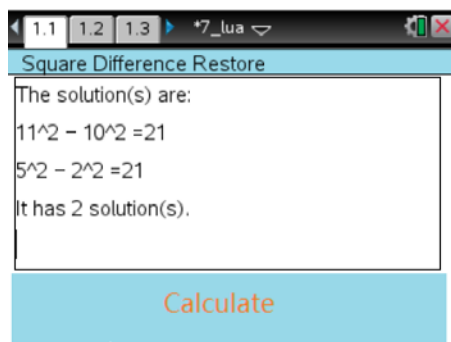 1.1 1.2 1.3 *7_lua
Square Difference Restore
The solution(s) are:
11^2 − 10^2 =21
5^2 − 2^2 =21
It has 2 solution(s).
Calculate